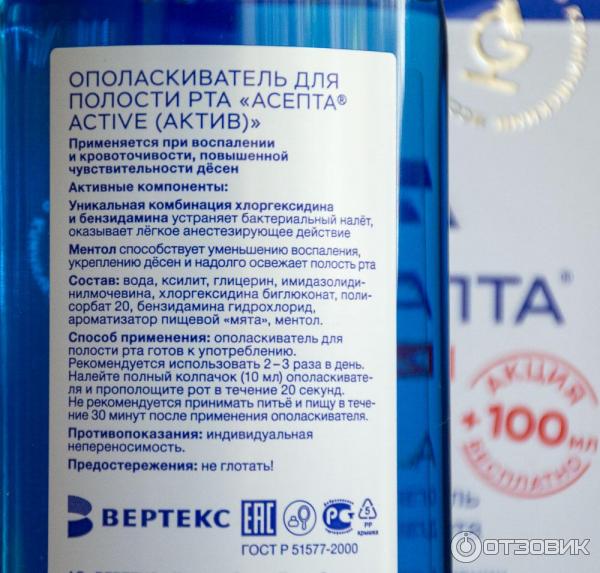 ОПОЛАСКИВАТЕЛЬ ДЛЯ
ПОЛОСТИ РТА «АСЕПТА®
ACTIVE (АКТИВ)»
Применяется при воспалении
и кровоточивости, повышенной
чувствительности дёсен
Активные компоненты:
Уникальная комбинация хлоргексидина
и бензидамина устраняет бактериальный налёт,
оказывает лёгкое анестезирующее действие
Ментол способствует уменьшению воспаления,
укреплению дёсен и надолго освежает полость рта
Состав: вода, ксилит, глицерин, имидазолиди-
нилмочевина, хлоргексидина биглюконат, поли-
сорбат 20, бензидамина гидрохлорид,
ароматизатор пищевой «мята», ментол.
Способ применения: ополаскиватель для
полости рта готов к употреблению.
Рекомендуется использовать 2–3 раза в день.
Налейте полный колпачок (10 мл) ополаскивате-
ля и прополощите рот в течение 20 секунд.
Не рекомендуется принимать питьё и пищу в тече-
ние 30 минут после применения ополаскивателя.
Противопоказания: индивидуальная
непереносимость.
Предостережения: не глотать!
ВЕРТЕКС
ЕАС
РСТ
5
PP
крышка
ГОСТ Р 51577-2000
ЕПТА®
АКЦИЯ
+100 мл
БЕСПЛАТНО
ОТЗОВИК